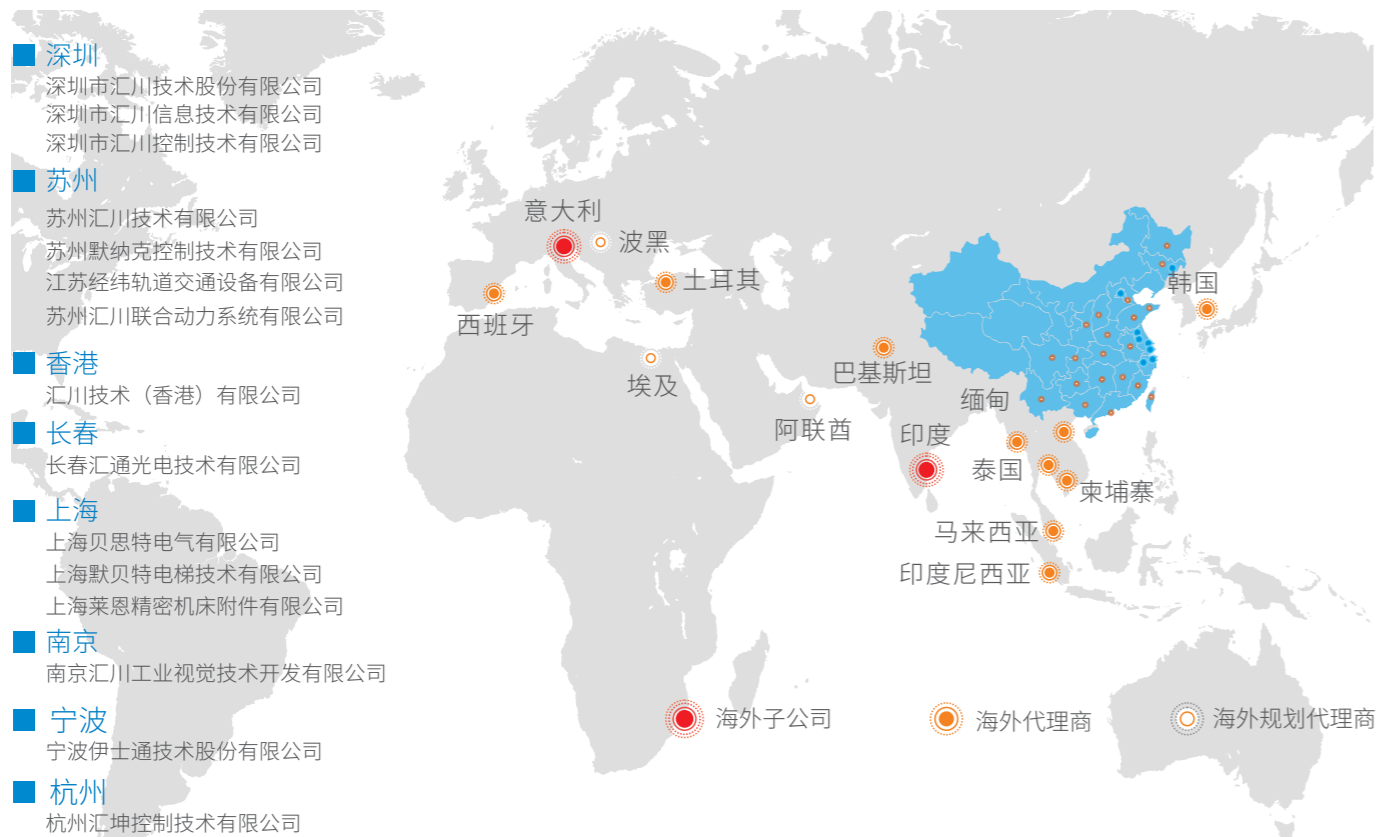 深圳
深圳市汇川技术股份有限公司
深圳市汇川信息技术有限公司
深圳市汇川控制技术有限公司
苏州
苏州汇川技术有限公司
苏州默纳克控制技术有限公司
江苏经纬轨道交通设备有限公司
苏州汇川联合动力系统有限公司
香港
汇川技术（香港）有限公司
长春
长春汇通光电技术有限公司
上海
上海贝思特电气有限公司
上海默贝特电梯技术有限公司
上海莱恩精密机床附件有限公司
南京
南京汇川工业视觉技术开发有限公司
宁波
宁波伊士通技术股份有限公司
杭州
杭州汇坤控制技术有限公司
意大利
波黑
土耳其
西班牙
埃及
韩国
巴基斯坦
阿联酋
缅甸
印度
泰国
柬埔寨
马来西亚
印度尼西亚
海外子公司
海外代理商
海外规划代理商